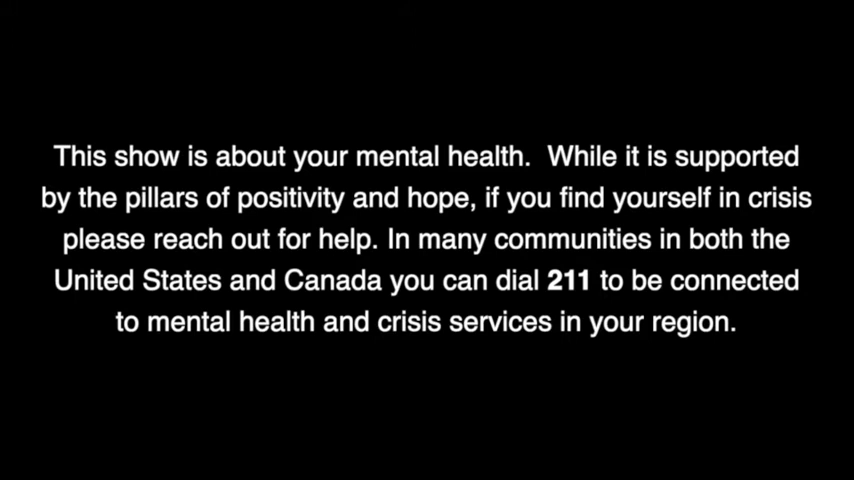 This show is about your mental health.  While it is supported
by the pillars of positivity and hope, if you find yourself in crisis
please reach out for help. In many communities in both the
United States and Canada you can dial 211 to be connected
to mental health and crisis services in your region.